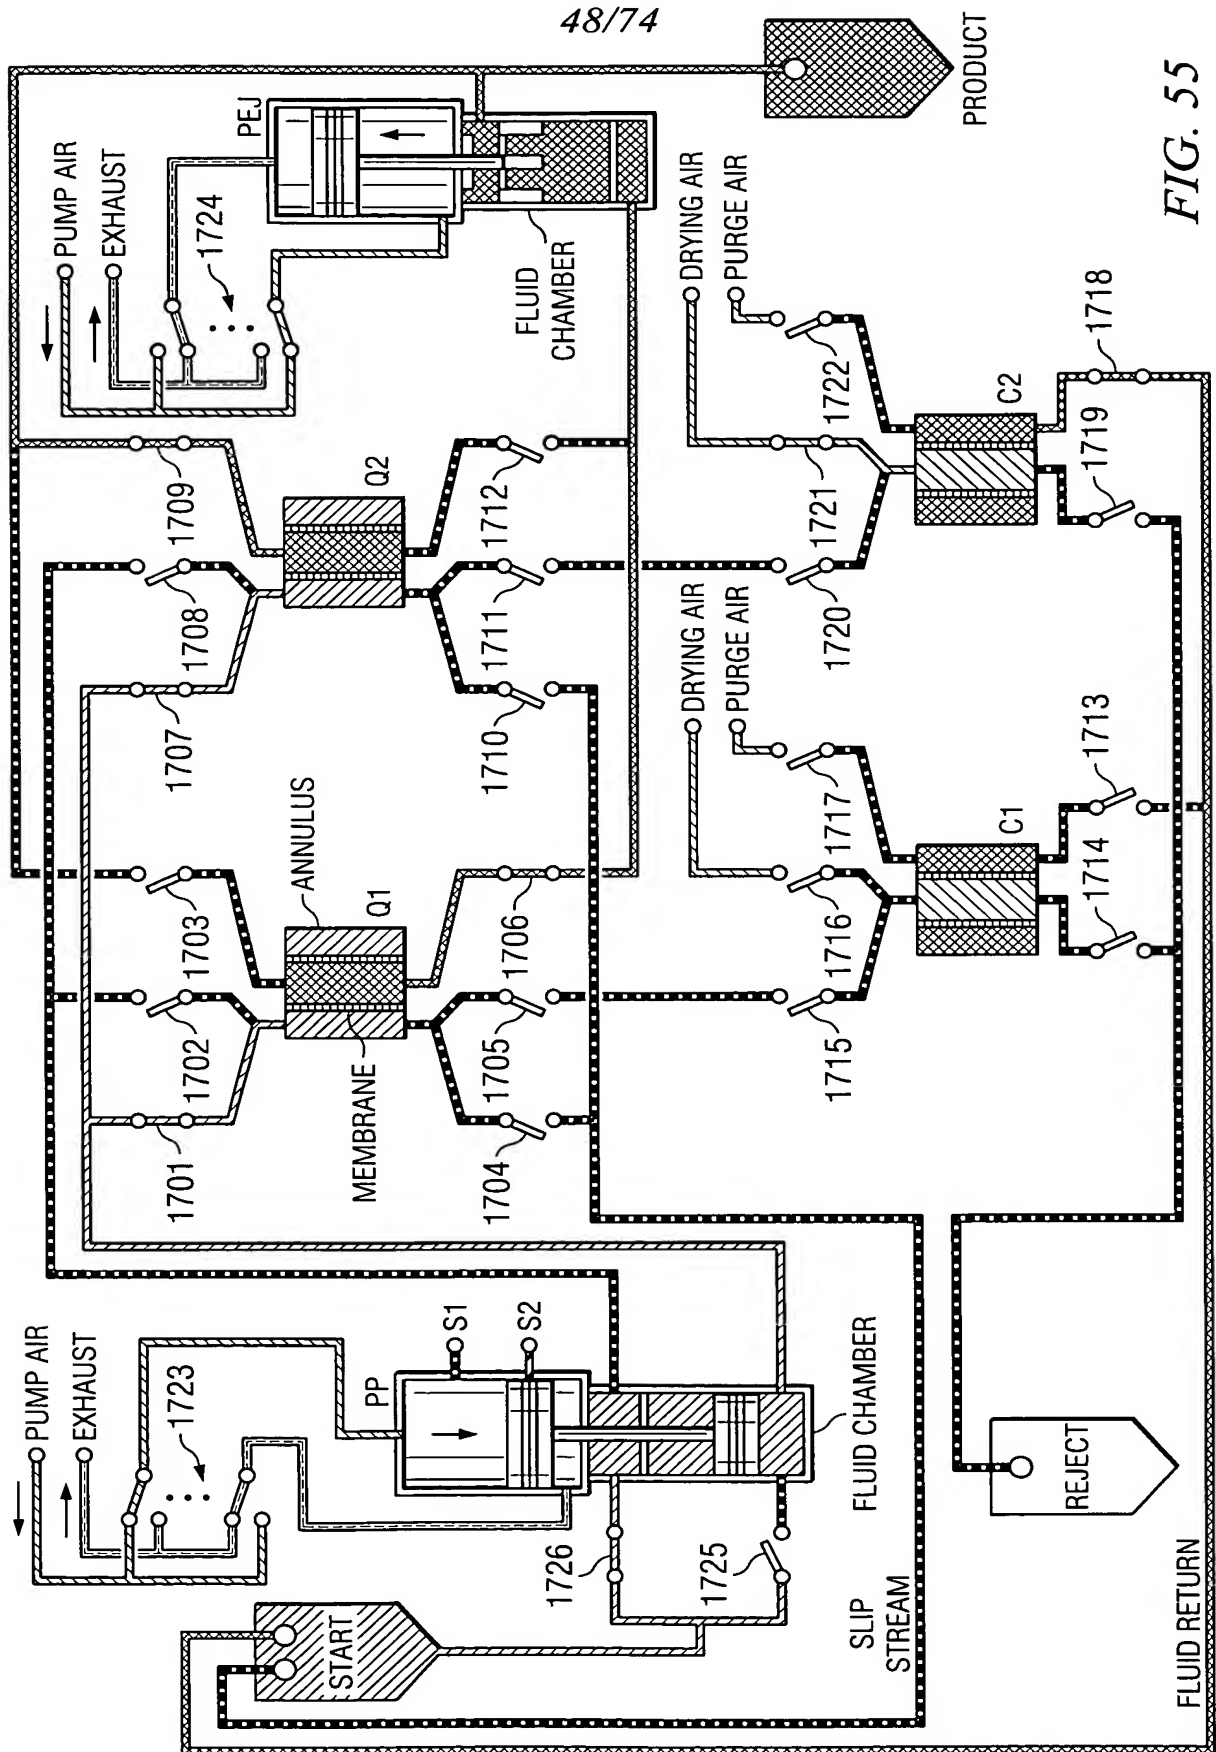 48/74
PUMP AIR
EXHAUST
1723
PP
S1
S2
START
1726
1725
FLUID CHAMBER
SLIP
STREAM
REJECT
FLUID RETURN
1701
1702
1703
ANNULUS
MEMBRANE
Q1
1704
1705
1706
1707
1708
1709
Q2
1710
1711
1712
PUMP AIR
EXHAUST
1724
PEJ
FLUID
CHAMBER
PRODUCT
DRYING AIR
PURGE AIR
1715
1716
1717
C1
1714
1713
DRYING AIR
PURGE AIR
1720
1721
1722
C2
1719
1718
FIG. 55